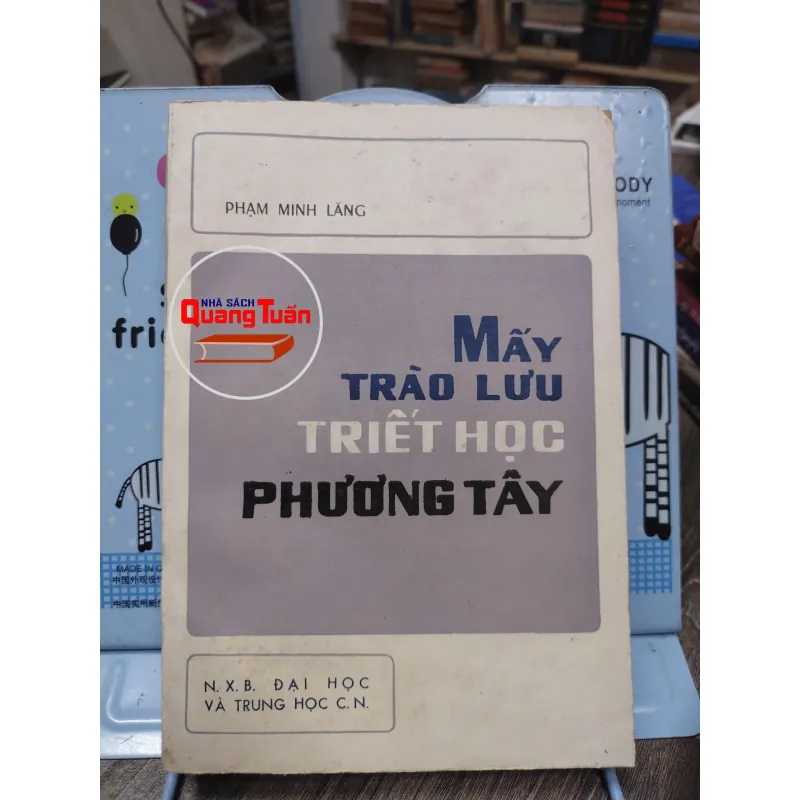 PHẠM MINH LĂNG
NHÀ SÁCH
Quang Tuấn
MẤY
TRÀO LƯU
TRIẾT HỌC
PHƯƠNG TÂY
N.X.B. ĐẠI HỌC
VÀ TRUNG HỌC C.N.
ODY
moment
MADE IN C